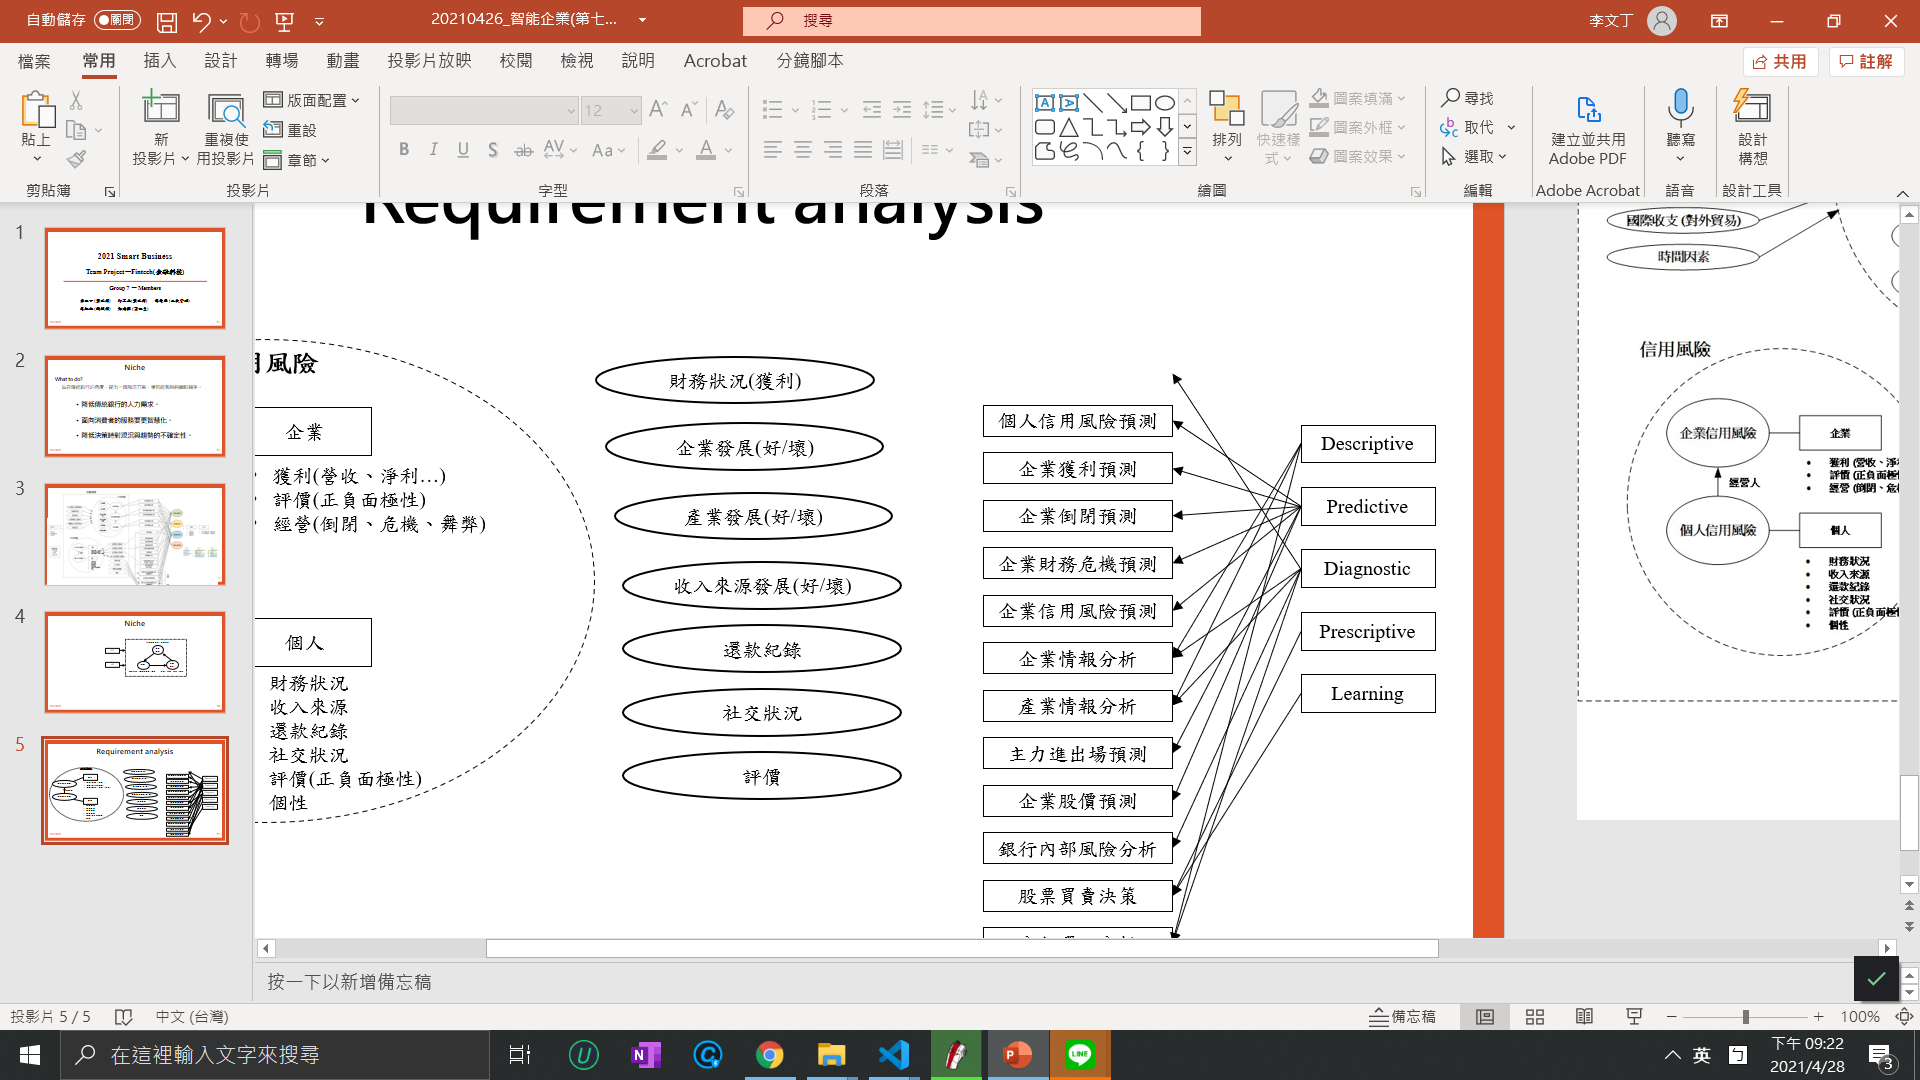 自動儲存
關閉
20210426_智能企業(第七...
搜尋
李文丁
檔案 常用 插入 設計 轉場 動畫 投影片放映 校閱 檢視 說明 Acrobat 分鏡腳本
共用 註解
貼上
剪貼簿
新
投影片
重複使
用投影片
版面配置
重設
章節
投影片
12
字型
段落
排列
快速樣
式
圖案填滿
圖案外框
圖案效果
繪圖
尋找
取代
選取
編輯
建立並共用
Adobe PDF
Adobe Acrobat
聽寫
語音
設計
構想
設計工具
1
2021 Smart Business
Team Project－Fintech(金融科技)
Group 7 － Members
2
Niche
What to do?
• 降低傳統銀行的人力需求。
• 面向消費者的服務要更智慧化。
3
4
Niche
5
Requirement analysis
Requirement analysis
用風險
企業
獲利(營收、淨利...)
評價(正負面極性)
經營(倒閉、危機、舞弊)
個人
財務狀況
收入來源
還款紀錄
社交狀況
評價(正負面極性)
個性
財務狀況(獲利)
企業發展(好/壞)
產業發展(好/壞)
收入來源發展(好/壞)
還款紀錄
社交狀況
評價
個人信用風險預測
企業獲利預測
企業倒閉預測
企業財務危機預測
企業信用風險預測
企業情報分析
產業情報分析
主力進出場預測
企業股價預測
銀行內部風險分析
股票買賣決策
Descriptive
Predictive
Diagnostic
Prescriptive
Learning
國際收支 (對外貿易)
時間因素
信用風險
企業信用風險
企業
• 獲利 (營收、淨利
• 評價 (正負面極性
• 經營 (倒閉、危機
經營人
個人信用風險
個人
• 財務狀況
• 收入來源
• 還款紀錄
• 社交狀況
• 評價 (正負面極性
• 個性
按一下以新增備忘稿
投影片 5 / 5
中文 (台灣)
備忘稿
100%
在這裡輸入文字來搜尋
LINE
英
下午 09:22
2021/4/28
3